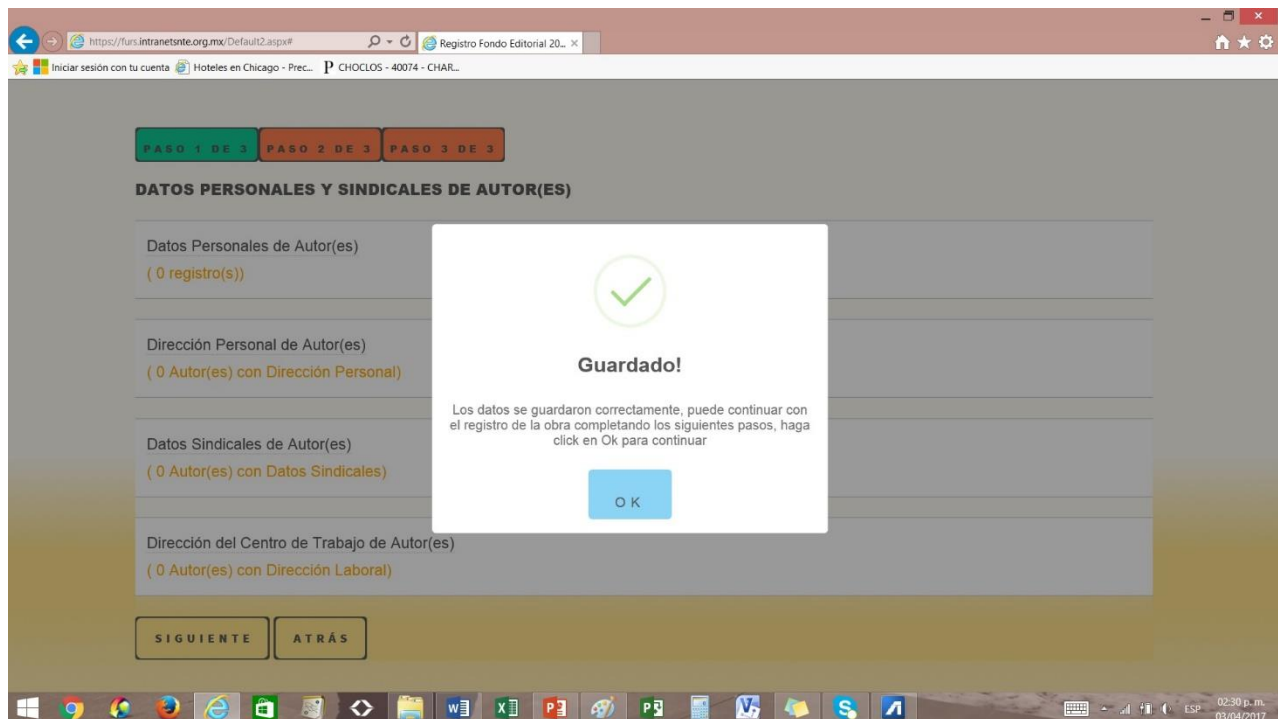 https://furs.intranetsnte.org.mx/Default2.aspx#
Registro Fondo Editorial 20...
Iniciar sesión con tu cuenta
Hoteles en Chicago - Prec...
P CHOCLOS - 40074 - CHAR...
PASO 1 DE 3
PASO 2 DE 3
PASO 3 DE 3
DATOS PERSONALES Y SINDICALES DE AUTOR(ES)
Datos Personales de Autor(es)
( 0 registro(s))
Dirección Personal de Autor(es)
( 0 Autor(es) con Dirección Personal)
Datos Sindicales de Autor(es)
( 0 Autor(es) con Datos Sindicales)
Dirección del Centro de Trabajo de Autor(es)
( 0 Autor(es) con Dirección Laboral)
Guardado!
Los datos se guardaron correctamente, puede continuar con
el registro de la obra completando los siguientes pasos, haga
click en Ok para continuar
OK
SIGUIENTE
ATRÁS
ESP
02:30 p. m.
03/04/2017